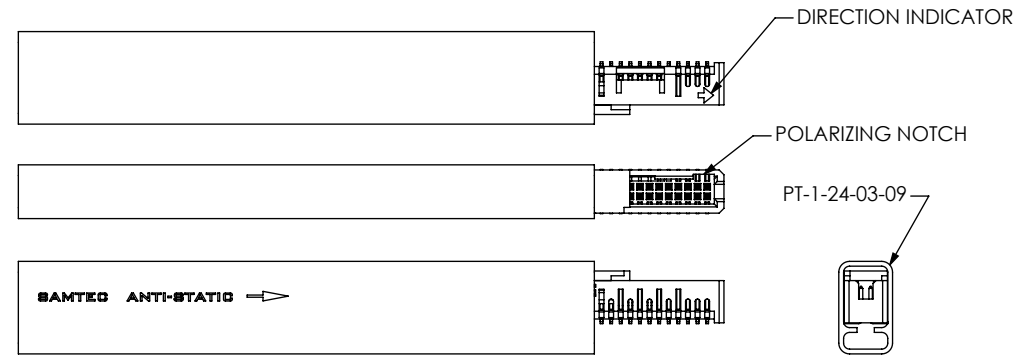 DIRECTION INDICATOR
POLARIZING NOTCH
PT-1-24-03-09
SAMTEC ANTI-STATIC